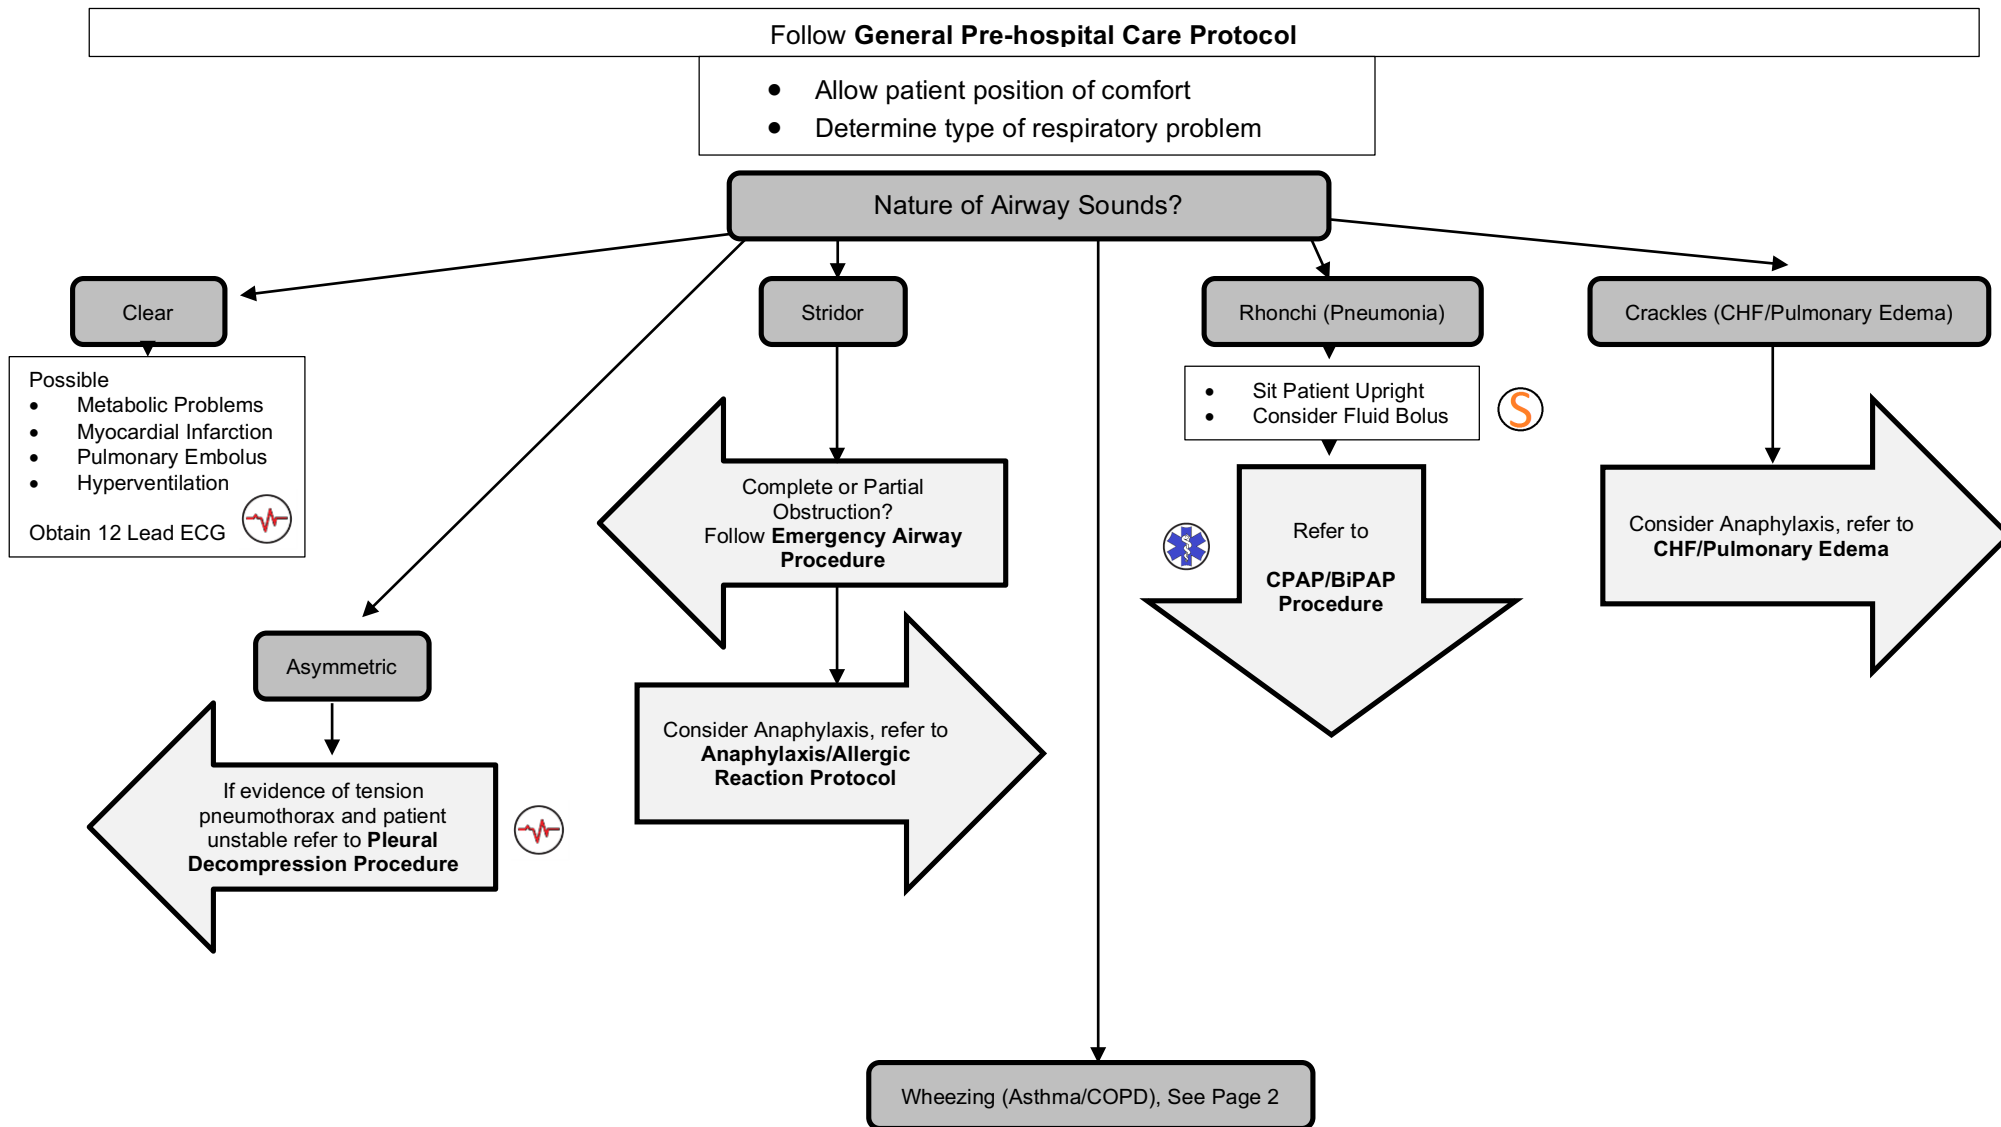 Follow General Pre-hospital Care Protocol
• Allow patient position of comfort
• Determine type of respiratory problem
Nature of Airway Sounds?
Clear
Stridor
Rhonchi (Pneumonia)
Crackles (CHF/Pulmonary Edema)
Possible
• Metabolic Problems
• Myocardial Infarction
• Pulmonary Embolus
• Hyperventilation
Obtain 12 Lead ECG
• Sit Patient Upright
• Consider Fluid Bolus
S
Complete or Partial
Obstruction?
Follow Emergency Airway
Procedure
Refer to
CPAP/BiPAP
Procedure
Consider Anaphylaxis, refer to
CHF/Pulmonary Edema
Asymmetric
Consider Anaphylaxis, refer to
Anaphylaxis/Allergic
Reaction Protocol
If evidence of tension
pneumothorax and patient
unstable refer to Pleural
Decompression Procedure
Wheezing (Asthma/COPD), See Page 2